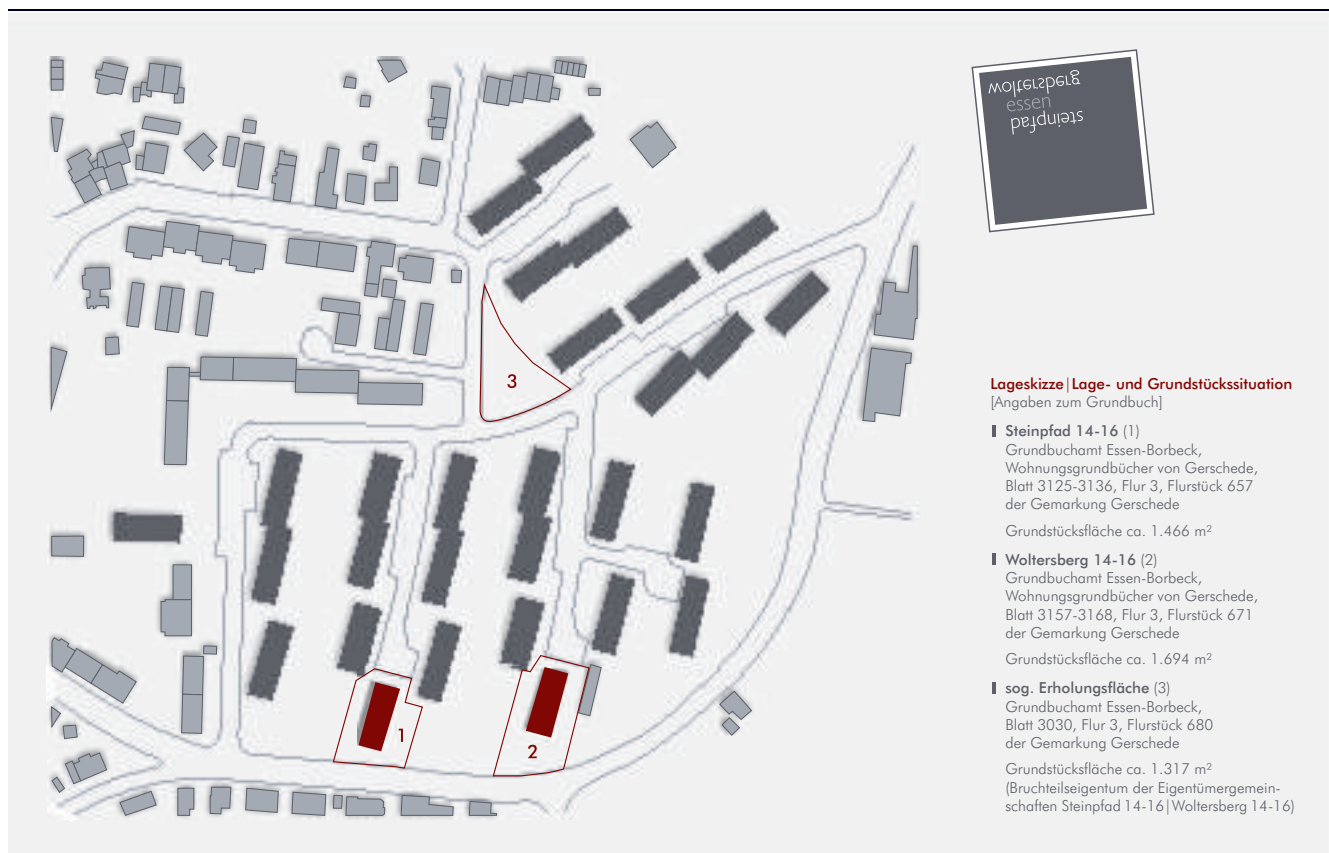 woltersberg
essen
steinpfad
3
1
2
Lageskizze|Lage- und Grundstückssituation
[Angaben zum Grundbuch]
Steinpfad 14-16 (1)
Grundbuchamt Essen-Borbeck,
Wohnungsgrundbücher von Gerschede,
Blatt 3125-3136, Flur 3, Flurstück 657
der Gemarkung Gerschede
Grundstücksfläche ca. 1.466 m²
Woltersberg 14-16 (2)
Grundbuchamt Essen-Borbeck,
Wohnungsgrundbücher von Gerschede,
Blatt 3157-3168, Flur 3, Flurstück 671
der Gemarkung Gerschede
Grundstücksfläche ca. 1.694 m²
sog. Erholungsfläche (3)
Grundbuchamt Essen-Borbeck,
Blatt 3030, Flur 3, Flurstück 680
der Gemarkung Gerschede
Grundstücksfläche ca. 1.317 m²
(Bruchteilseigentum der Eigentümergemein-
schaften Steinpfad 14-16|Woltersberg 14-16)